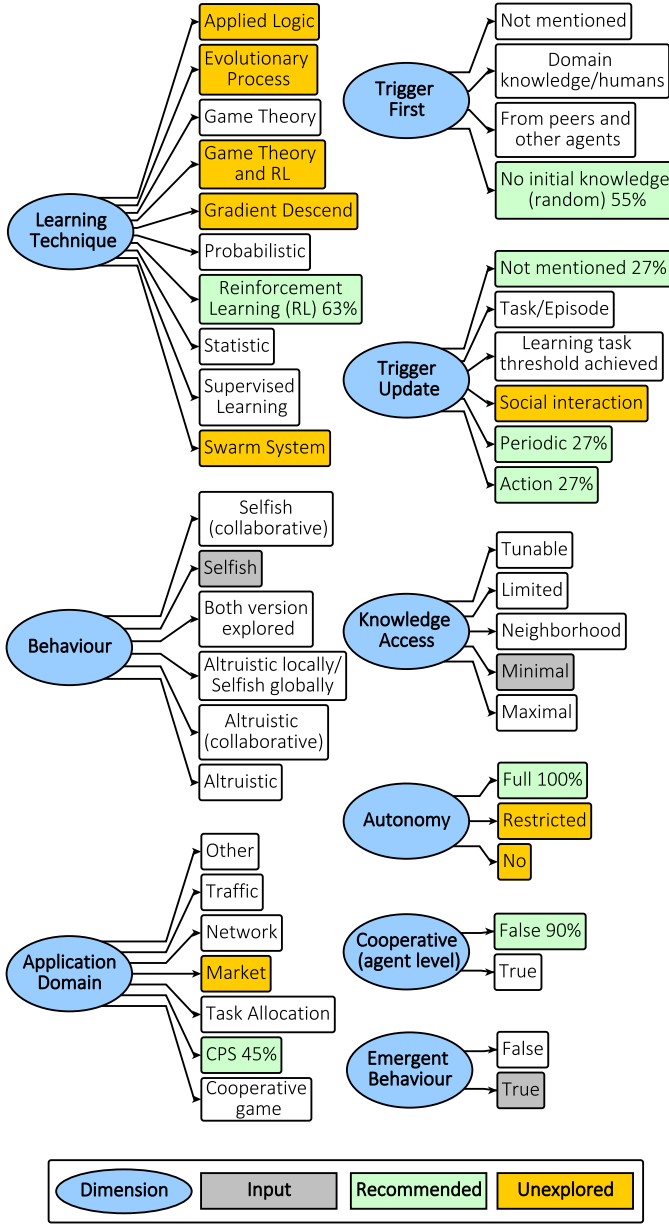 Learning
Technique
Applied Logic
Evolutionary
Process
Game Theory
Game Theory
and RL
Gradient Descend
Probabilistic
Reinforcement
Learning (RL) 63%
Statistic
Supervised
Learning
Swarm System
Behaviour
Selfish
(collaborative)
Selfish
Both version
explored
Altruistic locally/
Selfish globally
Altruistic
(collaborative)
Altruistic
Application
Domain
Other
Traffic
Network
Market
Task Allocation
CPS 45%
Cooperative
game
Trigger
First
Not mentioned
Domain
knowledge/humans
From peers and
other agents
No initial knowledge
(random) 55%
Trigger
Update
Not mentioned 27%
Task/Episode
Learning task
threshold achieved
Social interaction
Periodic 27%
Action 27%
Knowledge
Access
Tunable
Limited
Neighborhood
Minimal
Maximal
Autonomy
Full 100%
Restricted
No
Cooperative
(agent level)
False 90%
True
Emergent
Behaviour
False
True
Dimension
Input
Recommended
Unexplored